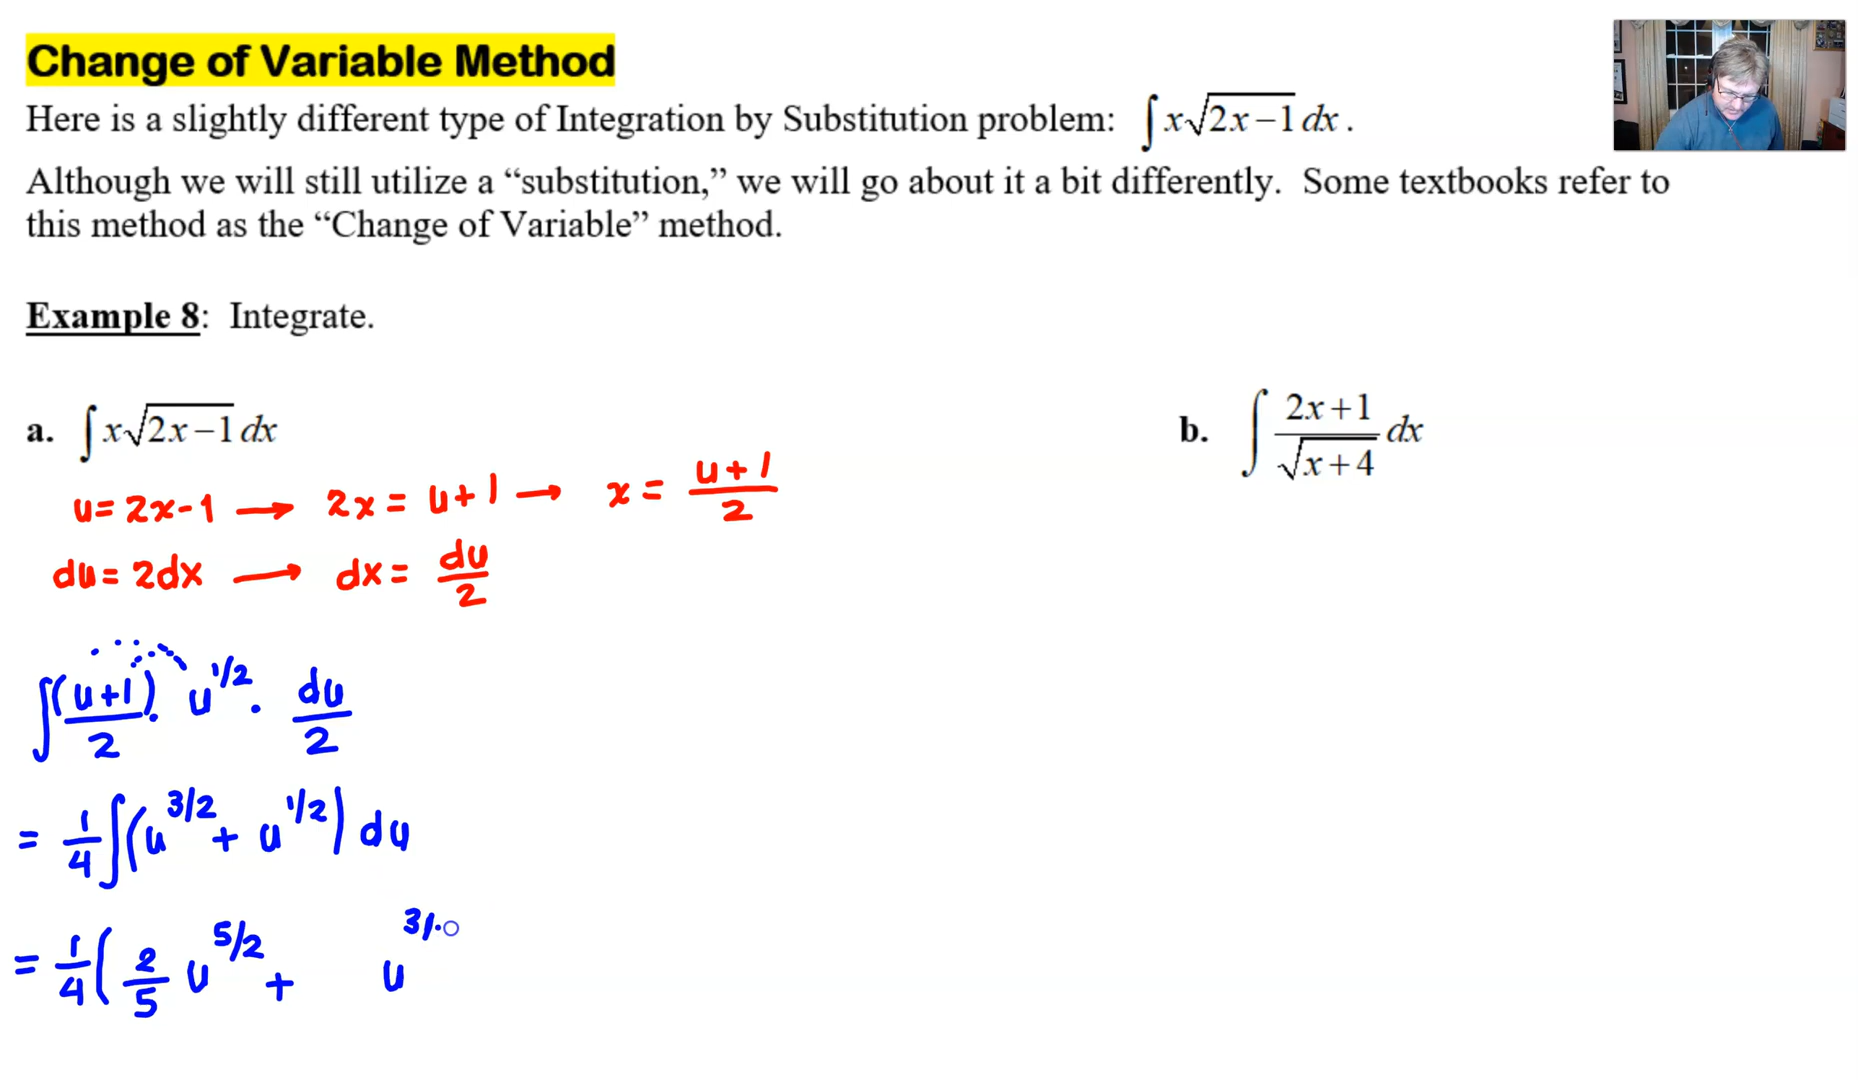 Change of Variable Method
Here is a slightly different type of Integration by Substitution problem: ∫x√(2x−1) dx.
Although we will still utilize a “substitution,” we will go about it a bit differently. Some textbooks refer to
this method as the “Change of Variable” method.
Example 8: Integrate.
a. ∫x√(2x−1) dx
u = 2x-1 → 2x = u+1 → x = (u+1)/2
du = 2dx → dx = du/2
∫(u+1)/2 · u^(1/2) · du/2
= 1/4 ∫(u^(3/2) + u^(1/2)) du
= 1/4 ( 2/5 u^(5/2) + u^3/
b. ∫(2x+1)/√(x+4) dx